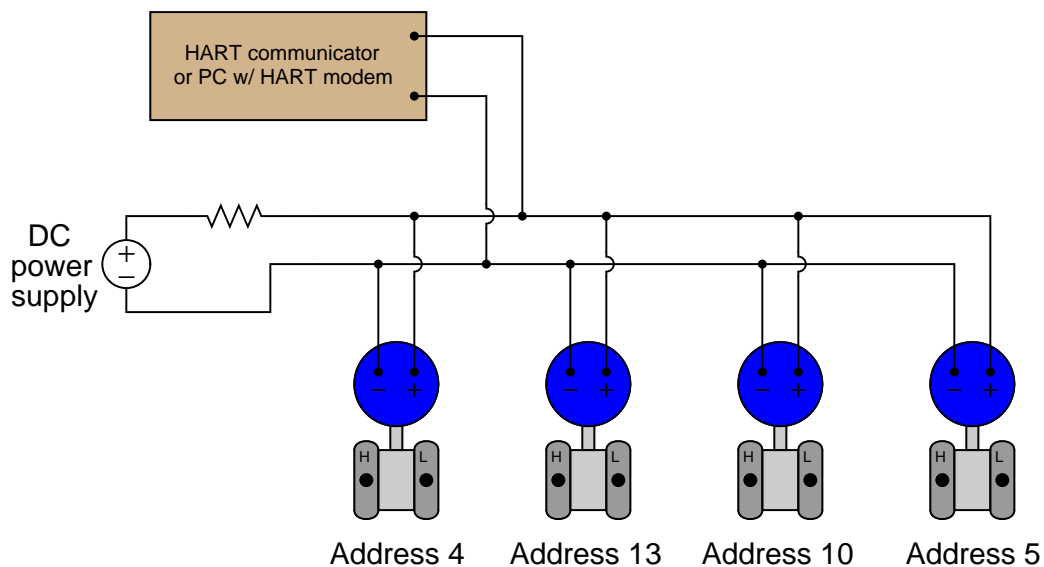 HART communicator
or PC w/ HART modem
DC
power
supply
+
−
− +
− +
− +
− +
H L
H L
H L
H L
Address 4
Address 13
Address 10
Address 5